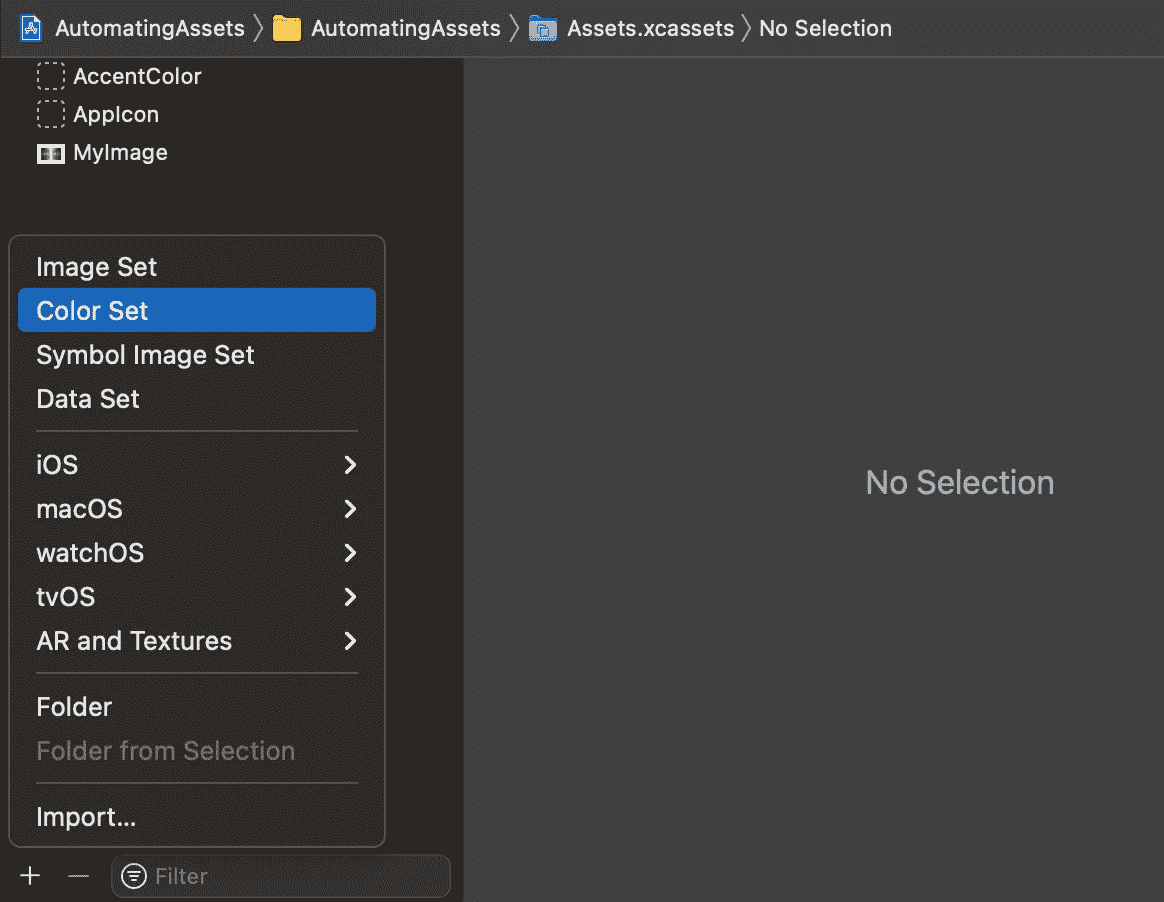 AutomatingAssets AutomatingAssets Assets.xcassets No Selection
AccentColor
AppIcon
MyImage
Image Set
Color Set
Symbol Image Set
Data Set
iOS
macOS
watchOS
tvOS
AR and Textures
Folder
Folder from Selection
Import...
Filter
No Selection